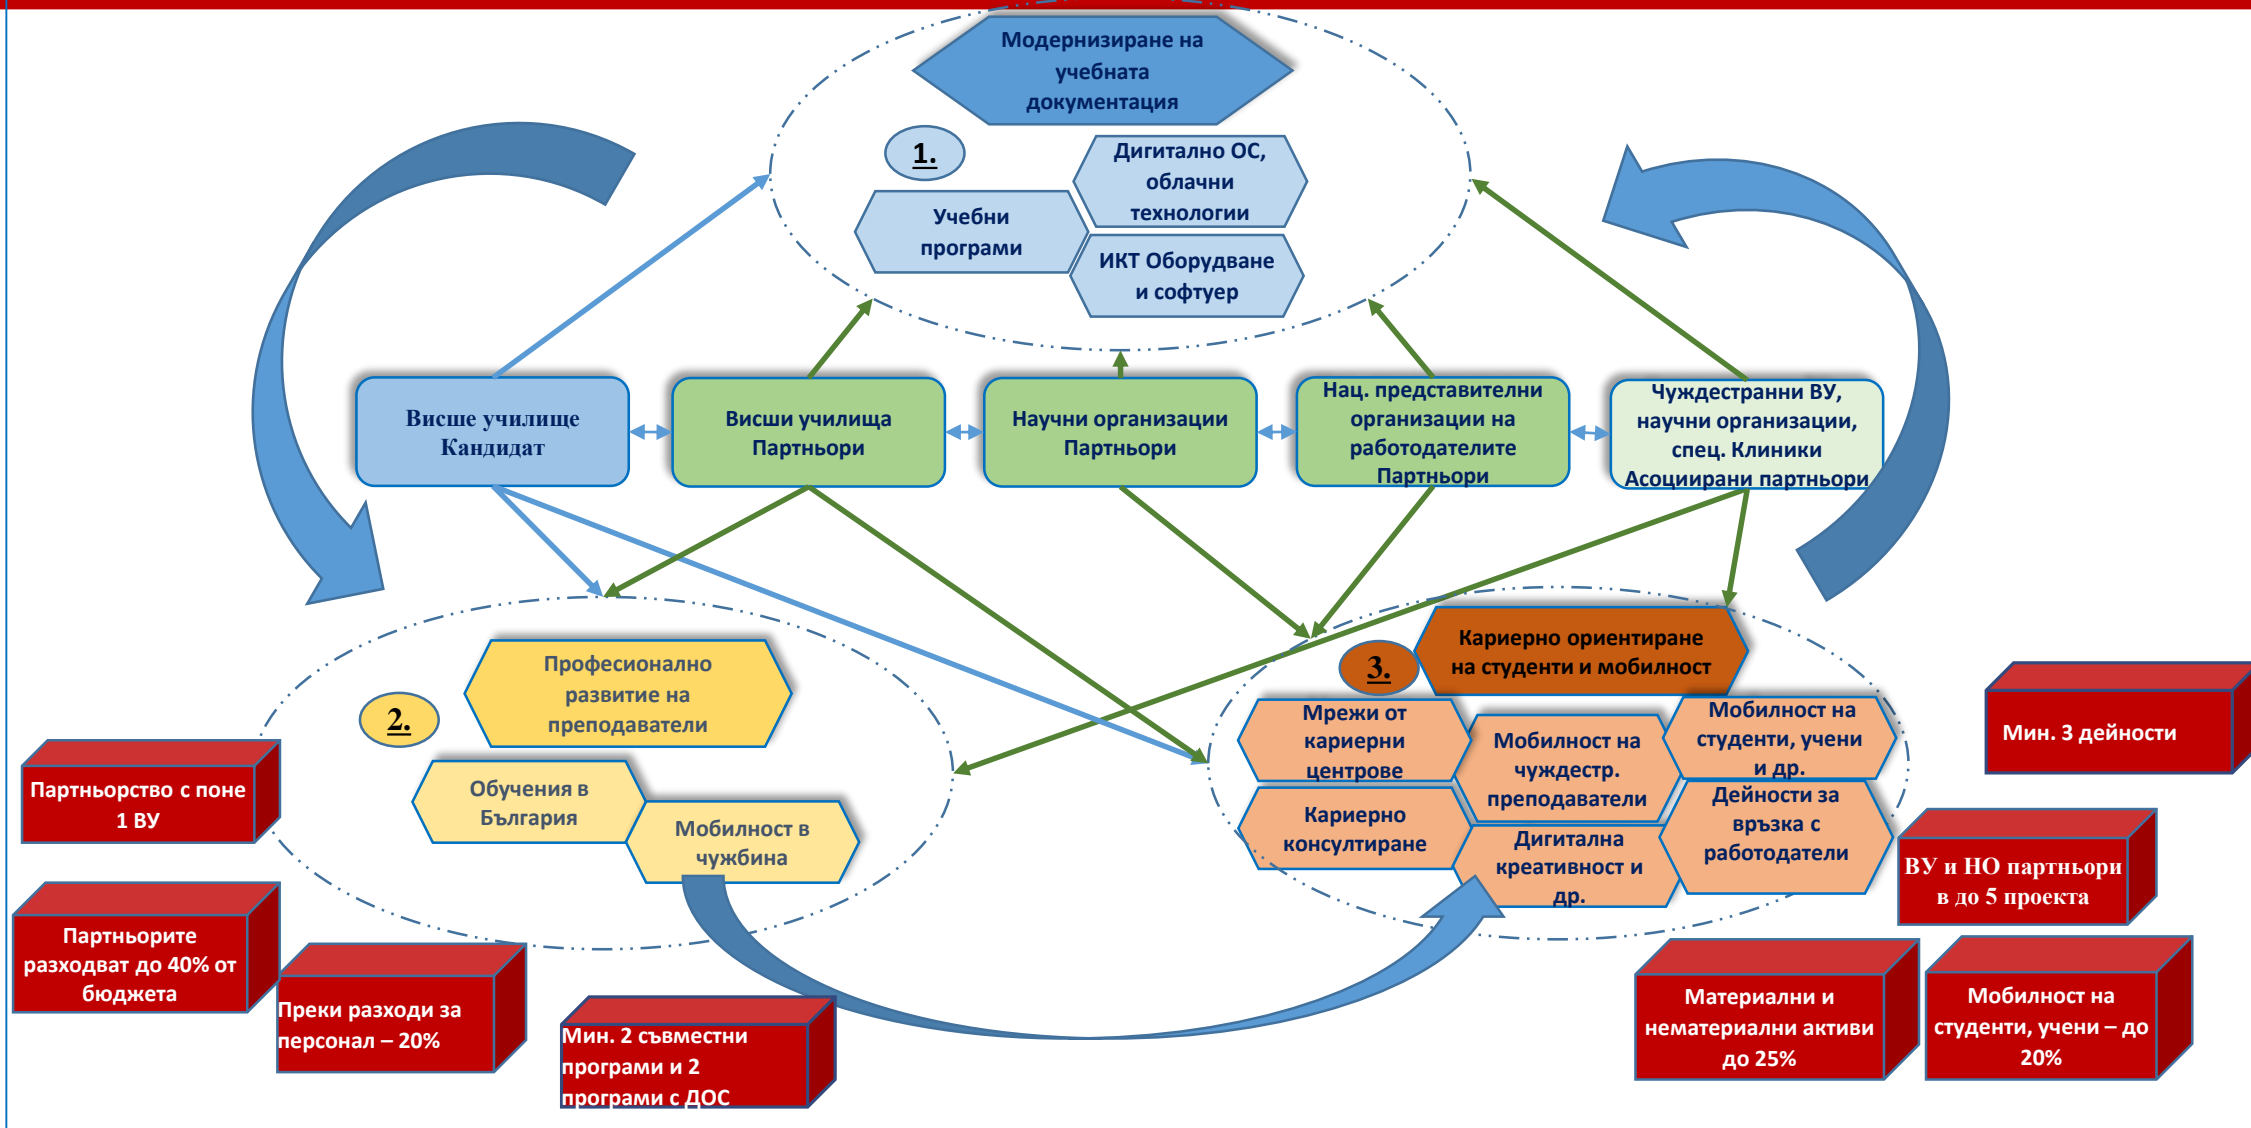 Модернизиране на
учебната
документация
1.
Дигитално ОС,
облачни
технологии
Учебни
програми
ИКТ Оборудване
и софтуер
Висше училище
Кандидат
Висши училища
Партньори
Научни организации
Партньори
Нац. представителни
организации на
работодателите
Партньори
Чуждестранни ВУ,
научни организации,
спец. Клиники
Асоциирани партньори
2.
Професионално
развитие на
преподаватели
Обучения в
България
Мобилност в
чужбина
3.
Кариерно ориентиране
на студенти и мобилност
Мрежи от
кариерни
центрове
Мобилност на
чуждестр.
преподаватели
Мобилност на
студенти, учени
и др.
Кариерно
консултиране
Дигитална
креативност и
др.
Дейности за
връзка с
работодатели
Мин. 3 дейности
Партньорство с поне
1 ВУ
ВУ и НО партньори
в до 5 проекта
Партньорите
разходват до 40% от
бюджета
Преки разходи за
персонал – 20%
Мин. 2 съвместни
програми и 2
програми с ДОС
Материални и
нематериални активи
до 25%
Мобилност на
студенти, учени – до
20%